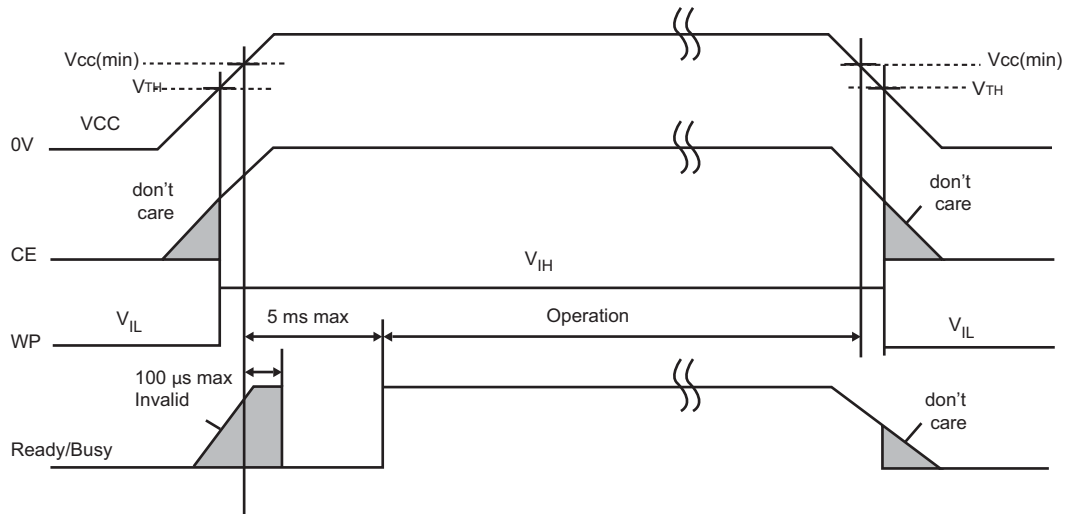 Vcc(min)
Vcc(min)
VTH
VTH
VCC
0V
don't
care
don't
care
CE
VIH
5 ms max
Operation
VIL
VIL
WP
100 µs max
Invalid
don't
care
Ready/Busy